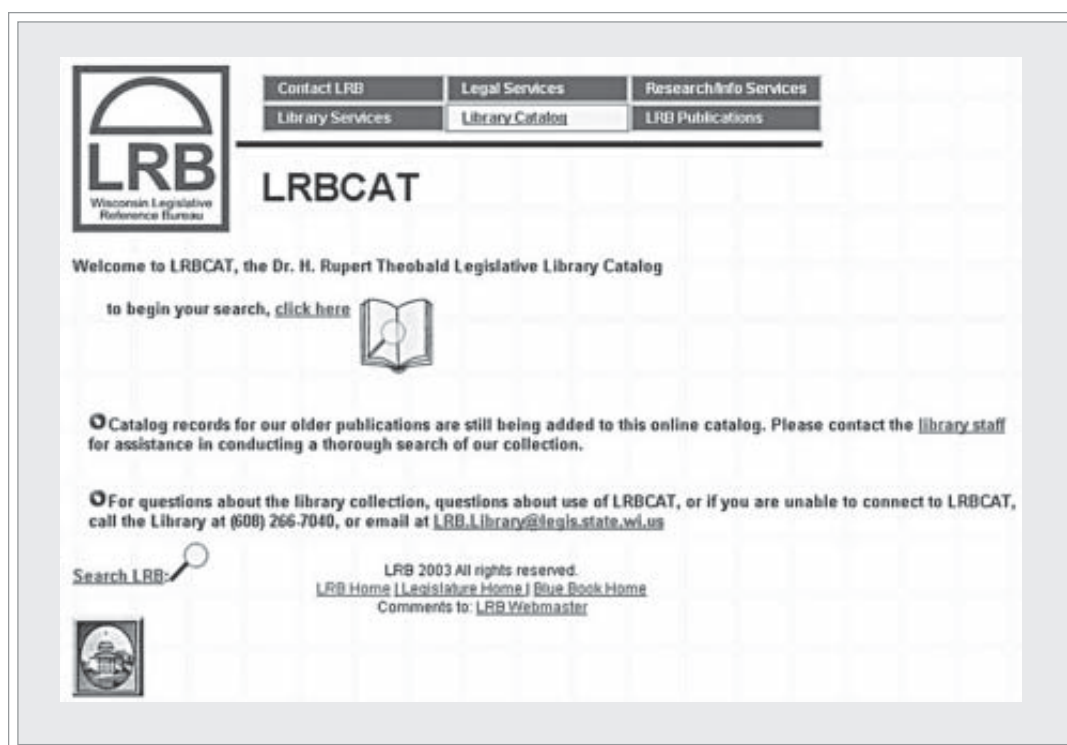 LRB
Wisconsin Legislative
Reference Bureau
Contact LRB Legal Services Research/Info Services
Library Services Library Catalog LRB Publications
LRBCAT
Welcome to LRBCAT, the Dr. H. Rupert Theobald Legislative Library Catalog
to begin your search, click here
Catalog records for our older publications are still being added to this online catalog. Please contact the library staff
for assistance in conducting a thorough search of our collection.
For questions about the library collection, questions about use of LRBCAT, or if you are unable to connect to LRBCAT,
call the Library at (608) 266-7040, or email at LRB.Library@legis.state.wi.us
Search LRB:
LRB 2003 All rights reserved.
LRB Home | Legislature Home | Blue Book Home
Comments to: LRB Webmaster